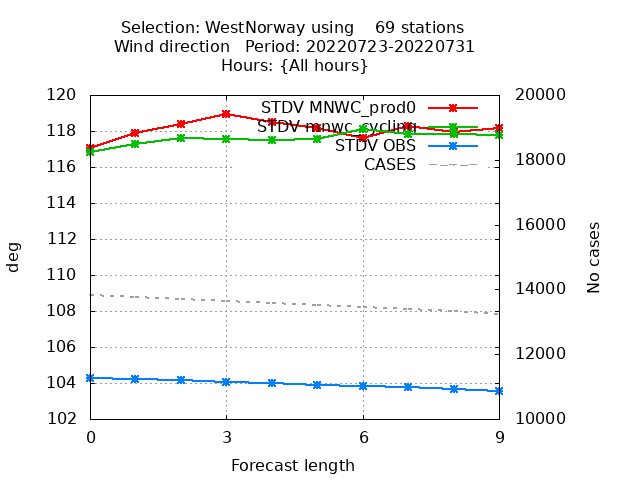 Selection: WestNorway using 69 stations
Wind direction Period: 20220723-20220731
Hours: {All hours}
120
118
116
114
112
110
108
106
104
102
deg
STDV MNWC_prod0
STDV mnwc_cycling
STDV OBS
CASES
20000
18000
16000
14000
12000
10000
No cases
0 3 6 9
Forecast length